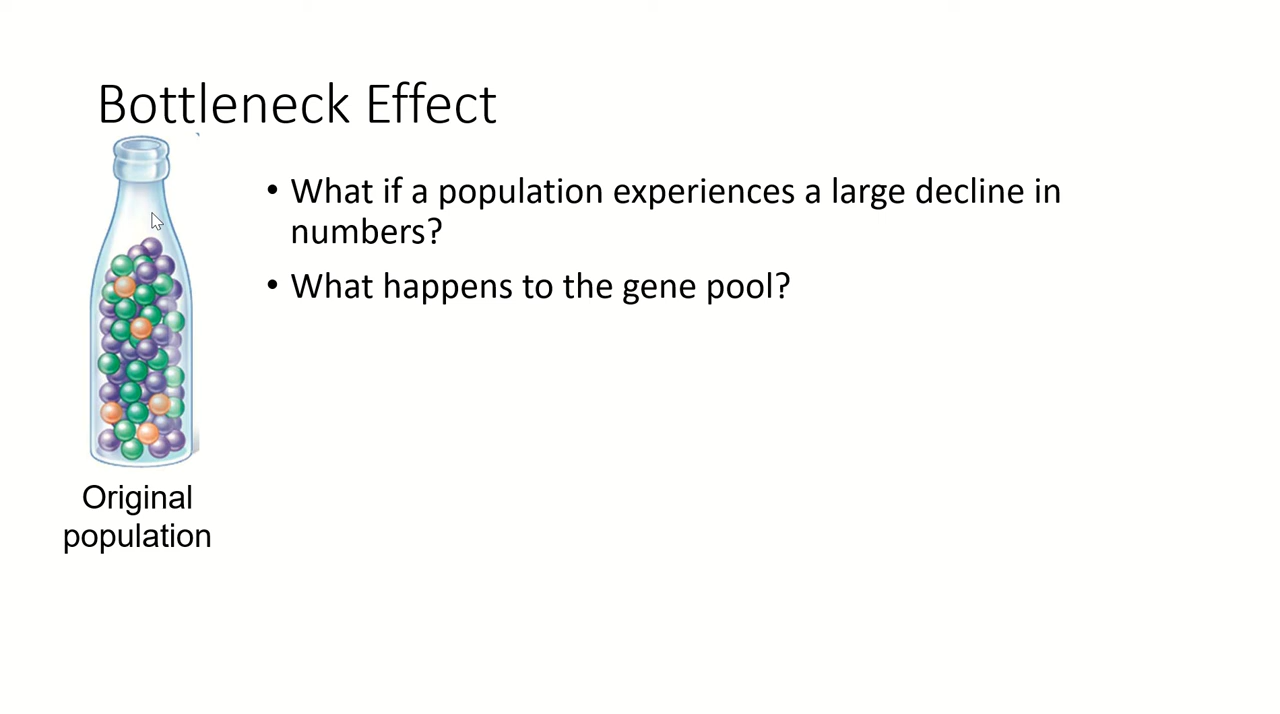 Bottleneck Effect
• What if a population experiences a large decline in
numbers?
• What happens to the gene pool?
Original
population